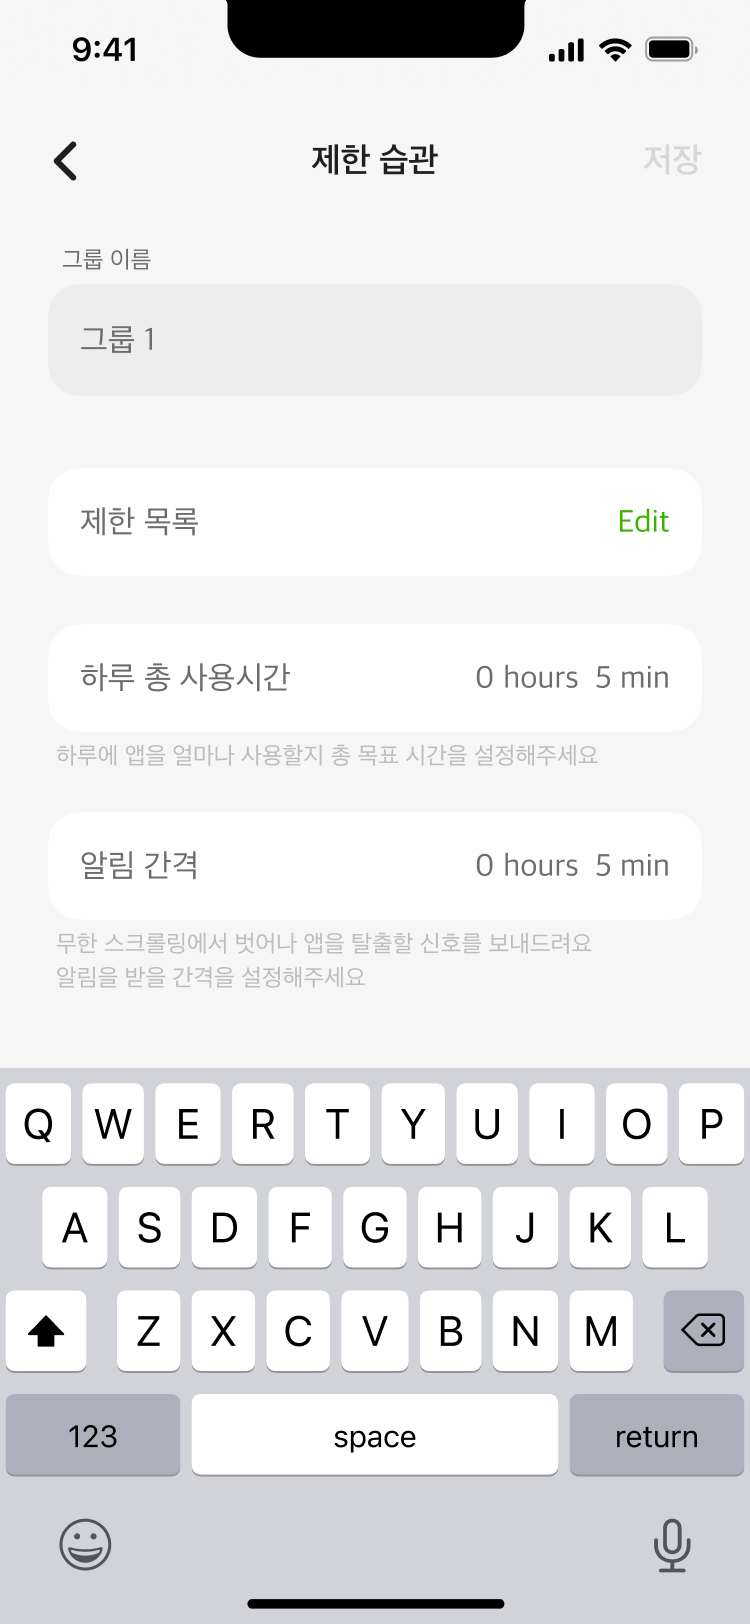 9:41
제한 습관
저장
그룹 이름
그룹 1
제한 목록 Edit
하루 총 사용시간 0 hours 5 min
하루에 앱을 얼마나 사용할지 총 목표 시간을 설정해주세요
알림 간격 0 hours 5 min
무한 스크롤링에서 벗어나 앱을 탈출할 신호를 보내드려요
알림을 받을 간격을 설정해주세요
Q W E R T Y U I O P
A S D F G H J K L
Z X C V B N M
123 space return